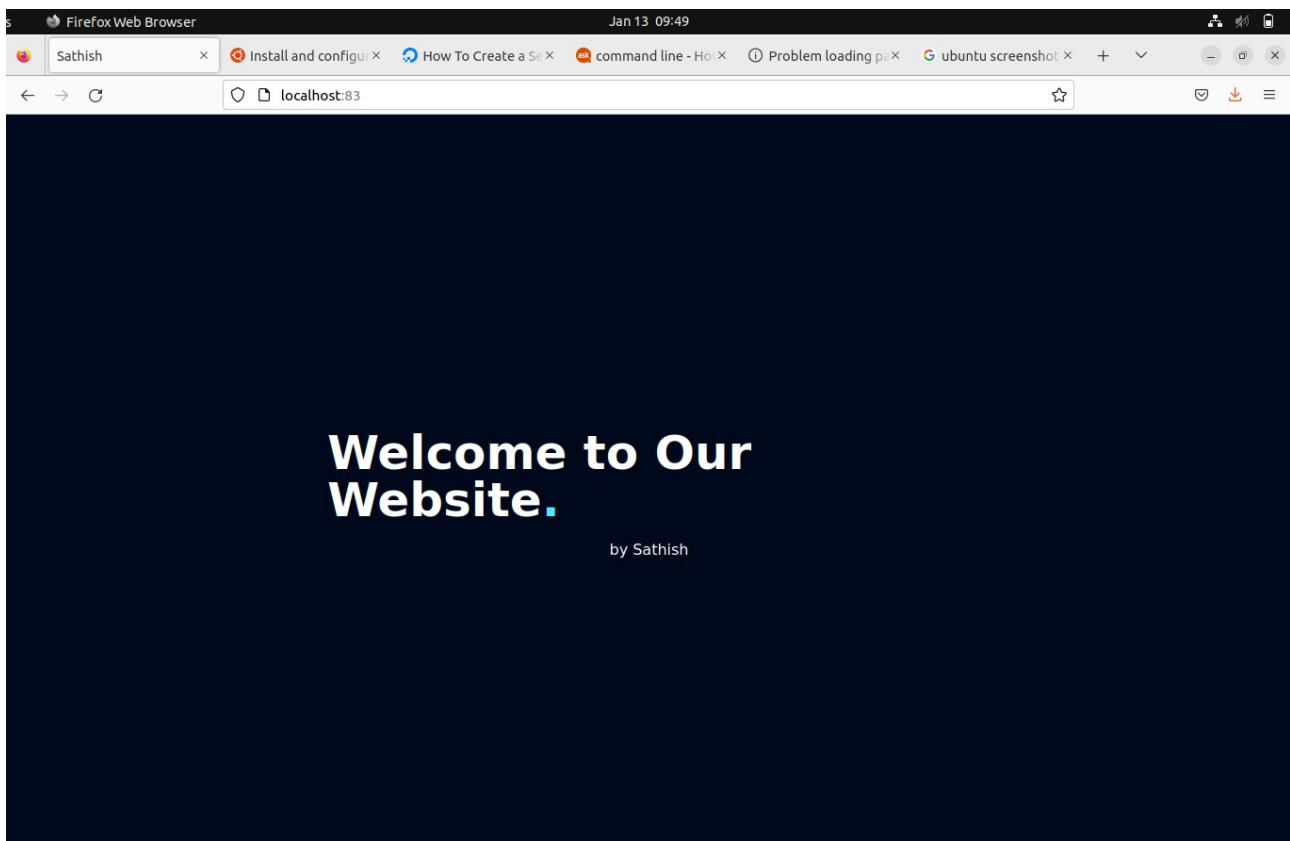 s Firefox Web Browser Jan 13 09:49
Sathish Install and configur How To Create a Se command line - Ho Problem loading pa ubuntu screenshot
localhost:83
Welcome to Our
Website.
by Sathish